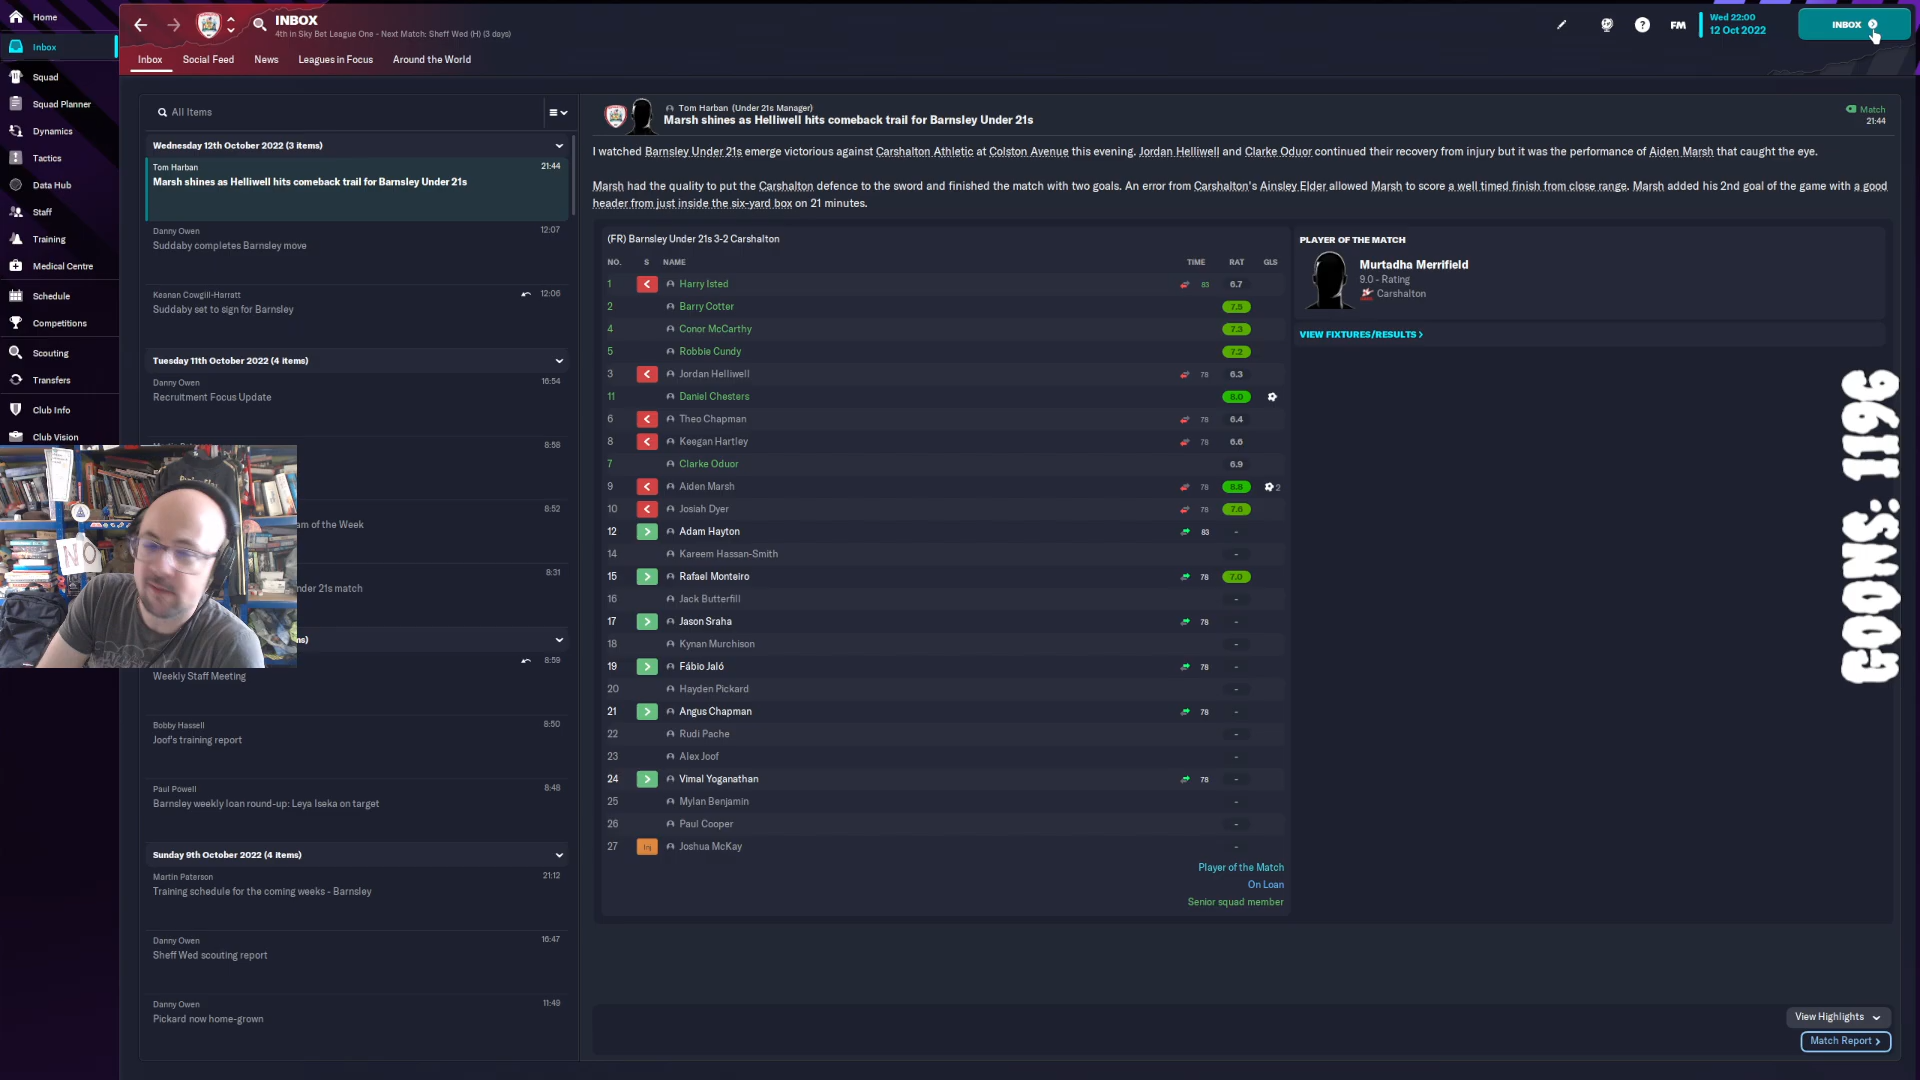 Home
Inbox
Squad
Squad Planner
Dynamics
Tactics
Data Hub
Staff
Training
Medical Centre
Schedule
Competitions
Scouting
Transfers
Club Info
Club Vision
INBOX
4th in Sky Bet League One - Next Match: Sheff Wed (H) (3 days)
FM
Wed 22:00
12 Oct 2022
INBOX
Inbox Social Feed News Leagues in Focus Around the World
All Items
Wednesday 12th October 2022 (3 items)
Tom Harban 21:44
Marsh shines as Helliwell hits comeback trail for Barnsley Under 21s
Danny Owen 12:07
Suddaby completes Barnsley move
Keanan Cowgill-Harratt 12:06
Suddaby set to sign for Barnsley
Tuesday 11th October 2022 (4 items)
Danny Owen 16:54
Recruitment Focus Update
8:58
8:52
am of the Week
8:31
nder 21s match
8:59
Weekly Staff Meeting
Bobby Hassell 8:50
Joof's training report
Paul Powell 8:48
Barnsley weekly loan round-up: Leya Iseka on target
Sunday 9th October 2022 (4 items)
Martin Paterson 21:12
Training schedule for the coming weeks - Barnsley
Danny Owen 16:47
Sheff Wed scouting report
Danny Owen 11:49
Pickard now home-grown
NO
Tom Harban (Under 21s Manager)
Marsh shines as Helliwell hits comeback trail for Barnsley Under 21s
Match
21:44
I watched Barnsley Under 21s emerge victorious against Carshalton Athletic at Colston Avenue this evening. Jordan Helliwell and Clarke Oduor continued their recovery from injury but it was the performance of Aiden Marsh that caught the eye.
Marsh had the quality to put the Carshalton defence to the sword and finished the match with two goals. An error from Carshalton's Ainsley Elder allowed Marsh to score a well timed finish from close range. Marsh added his 2nd goal of the game with a good
header from just inside the six-yard box on 21 minutes.
(FR) Barnsley Under 21s 3-2 Carshalton
NO. S NAME TIME RAT GLS
1 Harry Isted 83 6.7
2 Barry Cotter 7.5
4 Conor McCarthy 7.3
5 Robbie Cundy 7.2
3 Jordan Helliwell 78 6.3
11 Daniel Chesters 8.0
6 Theo Chapman 78 6.4
8 Keegan Hartley 78 6.6
7 Clarke Oduor 6.9
9 Aiden Marsh 78 8.8 2
10 Josiah Dyer 78 7.6
12 Adam Hayton 83 -
14 Kareem Hassan-Smith -
15 Rafael Monteiro 78 7.0
16 Jack Butterfill -
17 Jason Sraha 78 -
18 Kynan Murchison -
19 Fábio Jaló 78 -
20 Hayden Pickard -
21 Angus Chapman 78 -
22 Rudi Pache -
23 Alex Joof -
24 Vimal Yoganathan 78 -
25 Mylan Benjamin -
26 Paul Cooper -
27 Inj Joshua McKay -
Player of the Match
On Loan
Senior squad member
PLAYER OF THE MATCH
Murtadha Merrifield
9.0 - Rating
Carshalton
VIEW FIXTURES/RESULTS >
GOONS: 1196
View Highlights
Match Report >